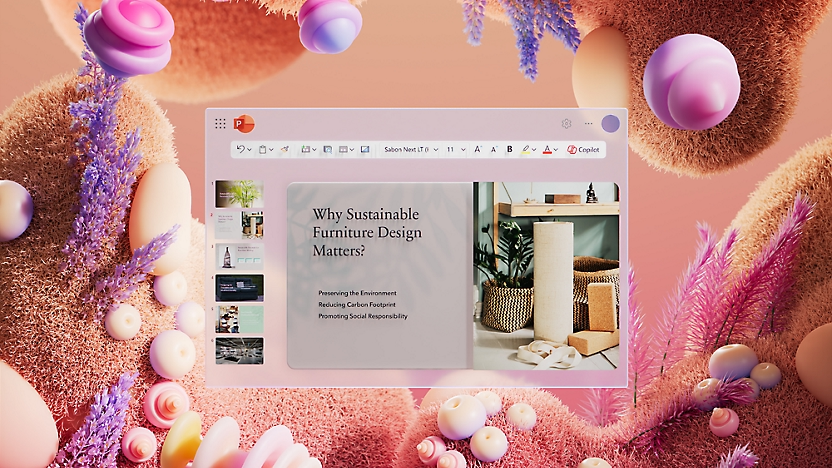 P
Sabon Next LT (
11
A
A
B
A
Copilot
Why Sustainable
Furniture Design
Matters?
Preserving the Environment
Reducing Carbon Footprint
Promoting Social Responsibility